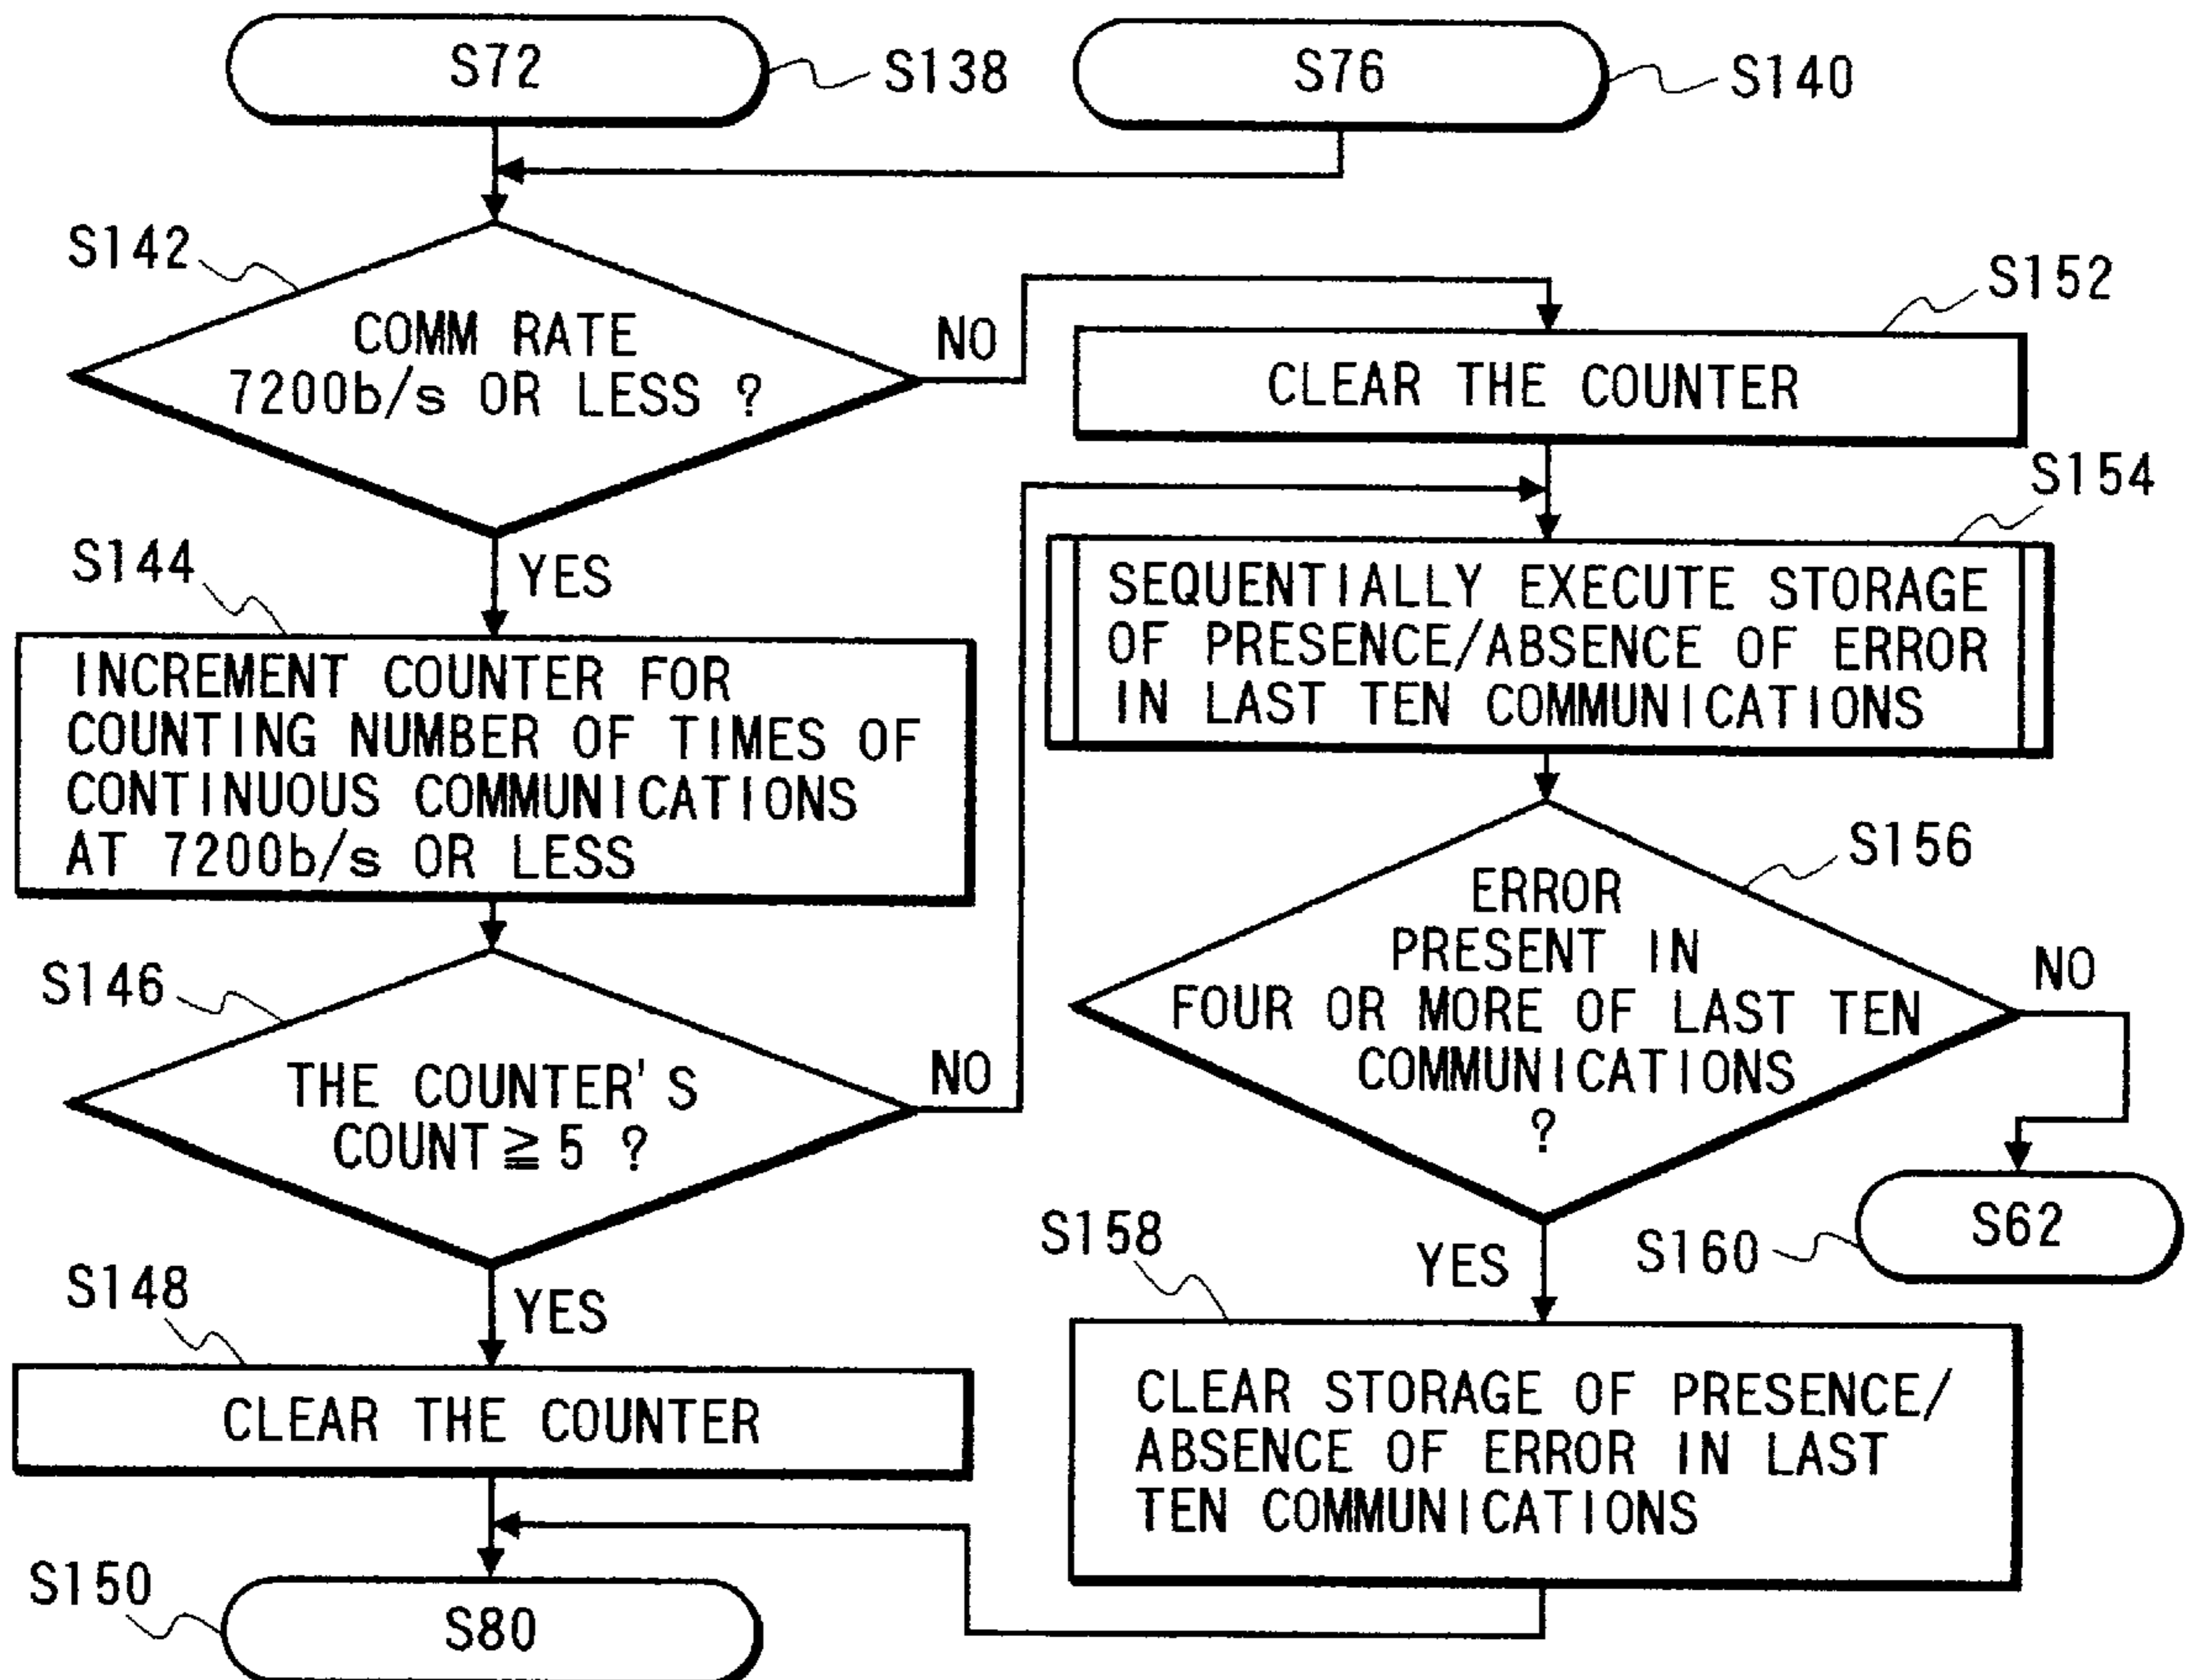 S72
S138
S76
S140
S142
COMM RATE
7200b/s OR LESS ?
NO
YES
S144
INCREMENT COUNTER FOR
COUNTING NUMBER OF TIMES OF
CONTINUOUS COMMUNICATIONS
AT 7200b/s OR LESS
S146
THE COUNTER'S
COUNT ≧ 5 ?
NO
YES
S148
CLEAR THE COUNTER
S150
S80
S152
CLEAR THE COUNTER
S154
SEQUENTIALLY EXECUTE STORAGE
OF PRESENCE/ABSENCE OF ERROR
IN LAST TEN COMMUNICATIONS
S156
ERROR
PRESENT IN
FOUR OR MORE OF LAST TEN
COMMUNICATIONS
?
NO
S160
S62
YES
S158
CLEAR STORAGE OF PRESENCE/
ABSENCE OF ERROR IN LAST
TEN COMMUNICATIONS